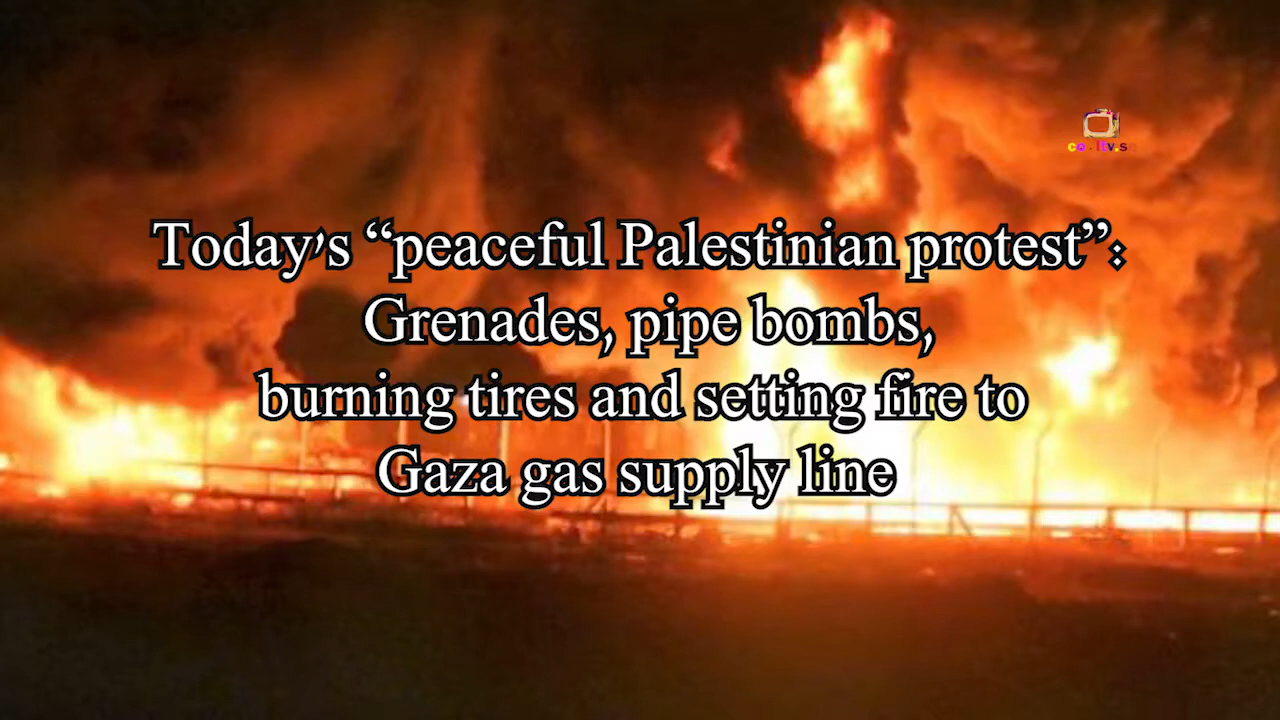 Today's “peaceful Palestinian protest”:
Grenades, pipe bombs,
burning tires and setting fire to
Gaza gas supply line